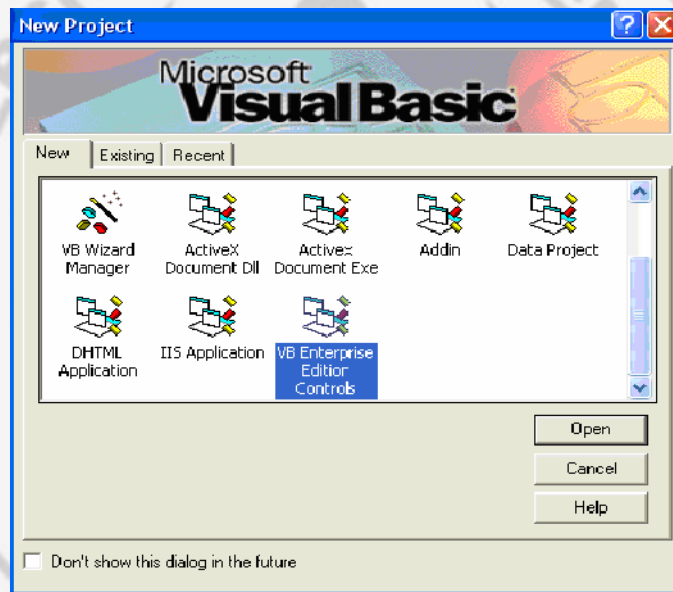 New Project
Microsoft
Visual Basic
New Existing Recent
VB Wizard ActiveX Activex Addin Data Project
Manager Document Dll Document Exe
DHTML IIS Application VB Enterprise
Application Edition
Controls
Open
Cancel
Help
Don't show this dialog in the future